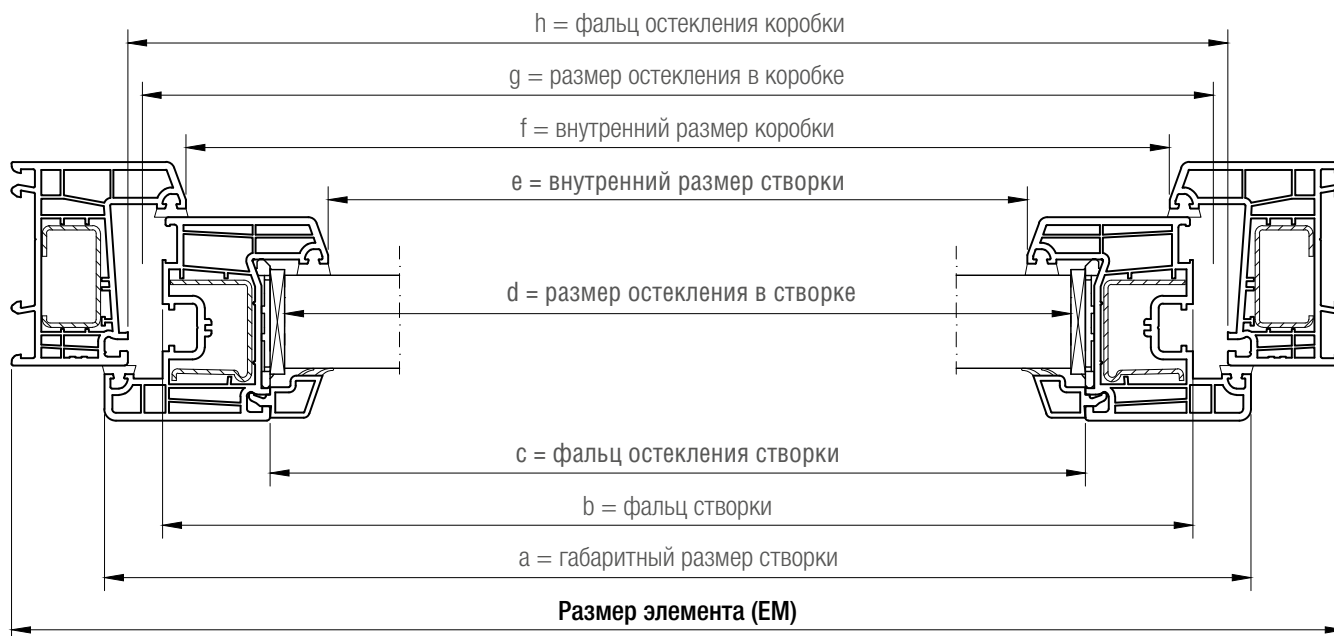 h = фальц остекления коробки
g = размер остекления в коробке
f = внутренний размер коробки
e = внутренний размер створки
d = размер остекления в створке
c = фальц остекления створки
b = фальц створки
a = габаритный размер створки
Размер элемента (EM)